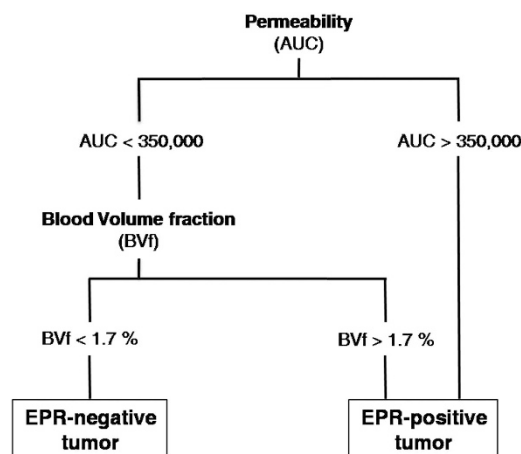 Permeability
(AUC)
AUC < 350,000
AUC > 350,000
Blood Volume fraction
(BVf)
BVf < 1.7 %
BVf > 1.7 %
EPR-negative
tumor
EPR-positive
tumor